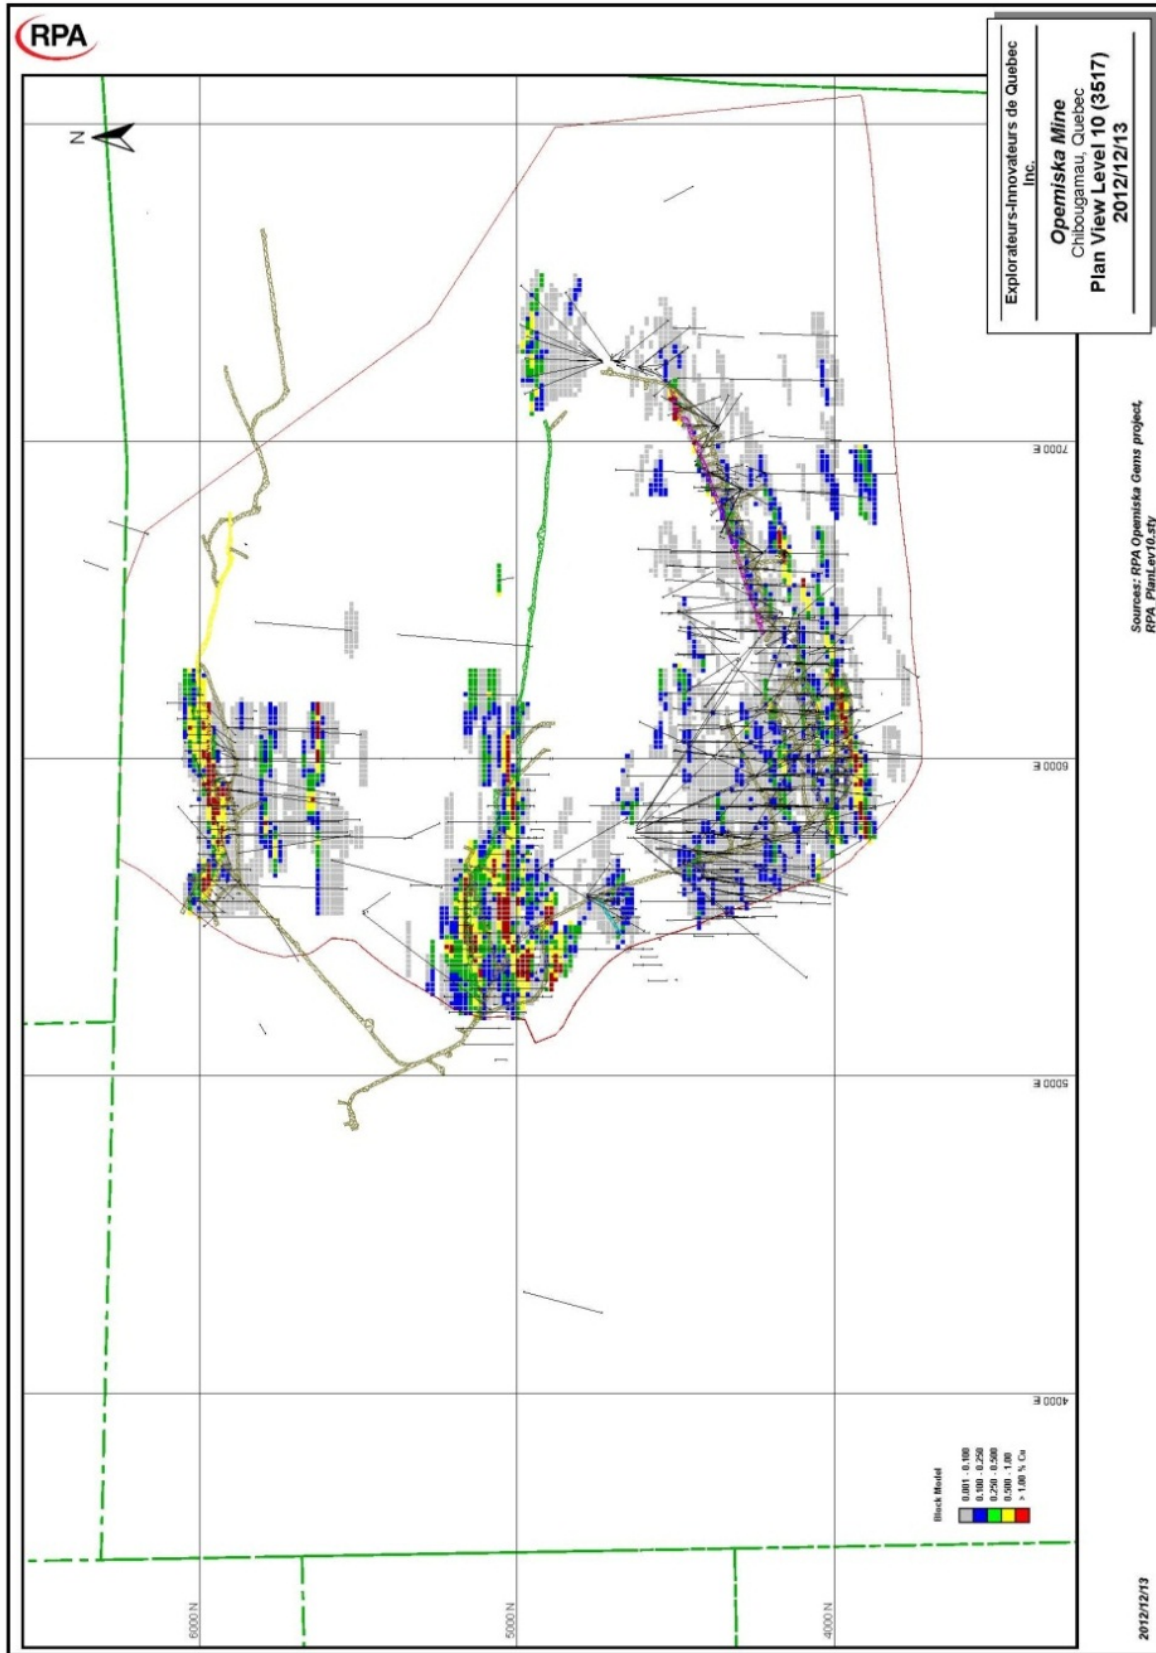 RPA
N
Explorateurs-Innovateurs de Quebec
Inc.
Opemiska Mine
Chibougamau, Quebec
Plan View Level 10 (3517)
2012/12/13
7000 E
6000 E
5000 E
4000 E
6000 N
5000 N
4000 N
Block Model
0.001 - 0.100
0.100 - 0.250
0.250 - 0.500
0.500 - 1.00
> 1.00 % Cu
Sources: RPA Opemiska Gems project,
RPA_PlanLev10.sty
2012/12/13